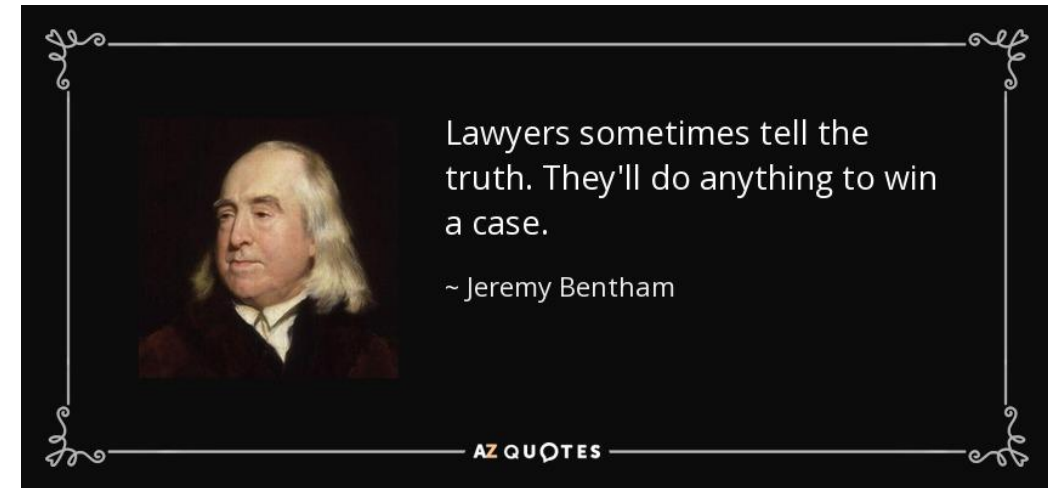 Lawyers sometimes tell the
truth. They'll do anything to win
a case.
~ Jeremy Bentham
AZ QUOTES